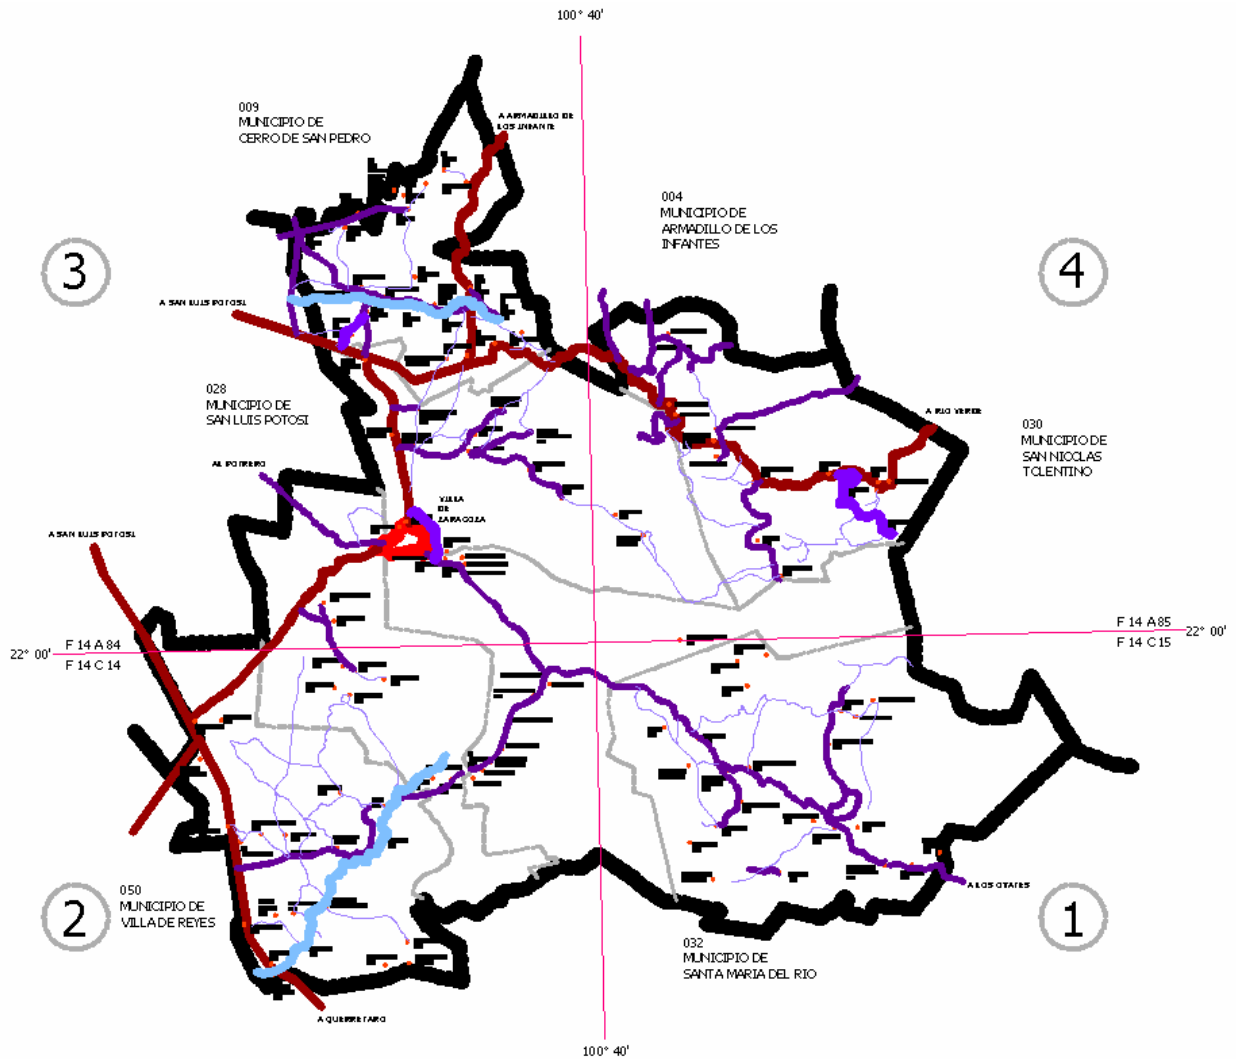 100° 40'
009
MUNICIPIO DE
CERRO DE SAN PEDRO
A ARMADILLO DE
LOS INFANTE
004
MUNICIPIO DE
ARMADILLO DE LOS
INFANTES
3
4
A SAN LUIS POTOSI
028
MUNICIPIO DE
SAN LUIS POTOSI
A RIO VERDE
030
MUNICIPIO DE
SAN NICOLAS
TOLENTINO
AL POTRERO
VILLA
DE
ZARAGOZA
A SAN LUIS POTOSI
F 14 A 84
F 14 A 85
22° 00'
22° 00'
F 14 C 14
F 14 C 15
050
MUNICIPIO DE
VILLA DE REYES
2
A LOS OTATES
1
032
MUNICIPIO DE
SANTA MARIA DEL RIO
A QUERRETARO
100° 40'